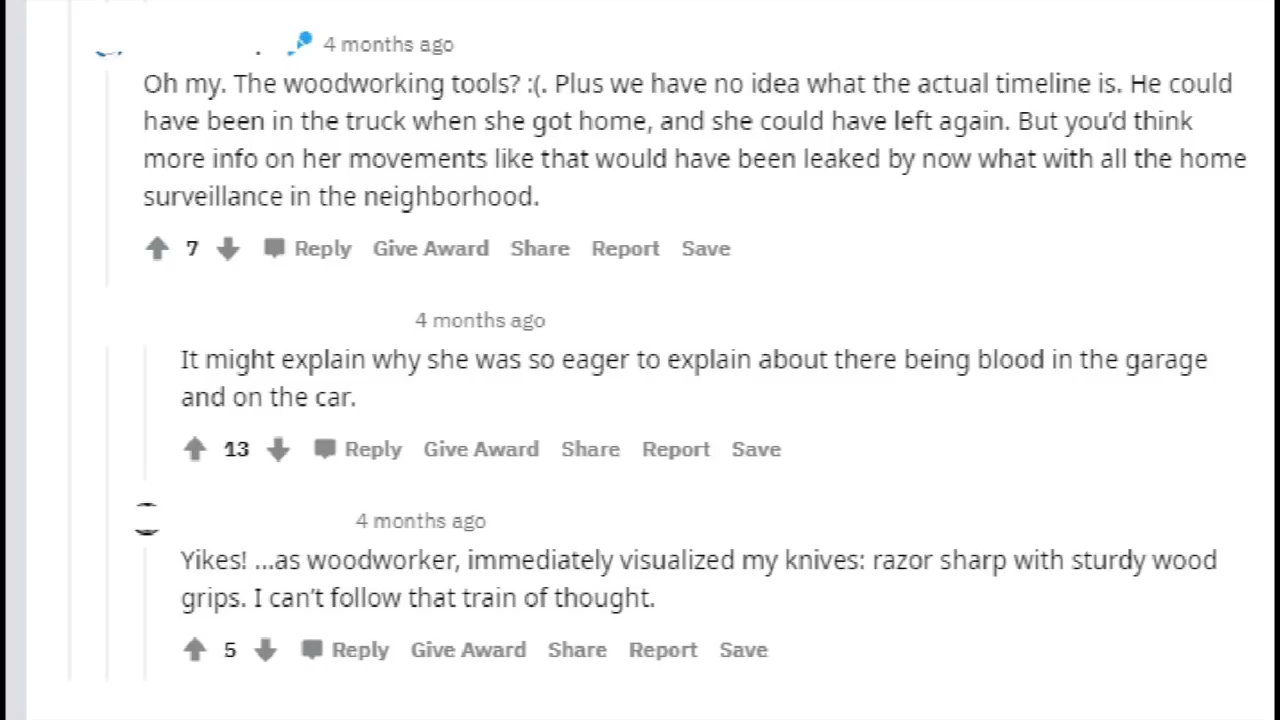 4 months ago
Oh my. The woodworking tools? :(. Plus we have no idea what the actual timeline is. He could
have been in the truck when she got home, and she could have left again. But you'd think
more info on her movements like that would have been leaked by now what with all the home
surveillance in the neighborhood.
7 Reply Give Award Share Report Save
4 months ago
It might explain why she was so eager to explain about there being blood in the garage
and on the car.
13 Reply Give Award Share Report Save
4 months ago
Yikes! ...as woodworker, immediately visualized my knives: razor sharp with sturdy wood
grips. I can't follow that train of thought.
5 Reply Give Award Share Report Save